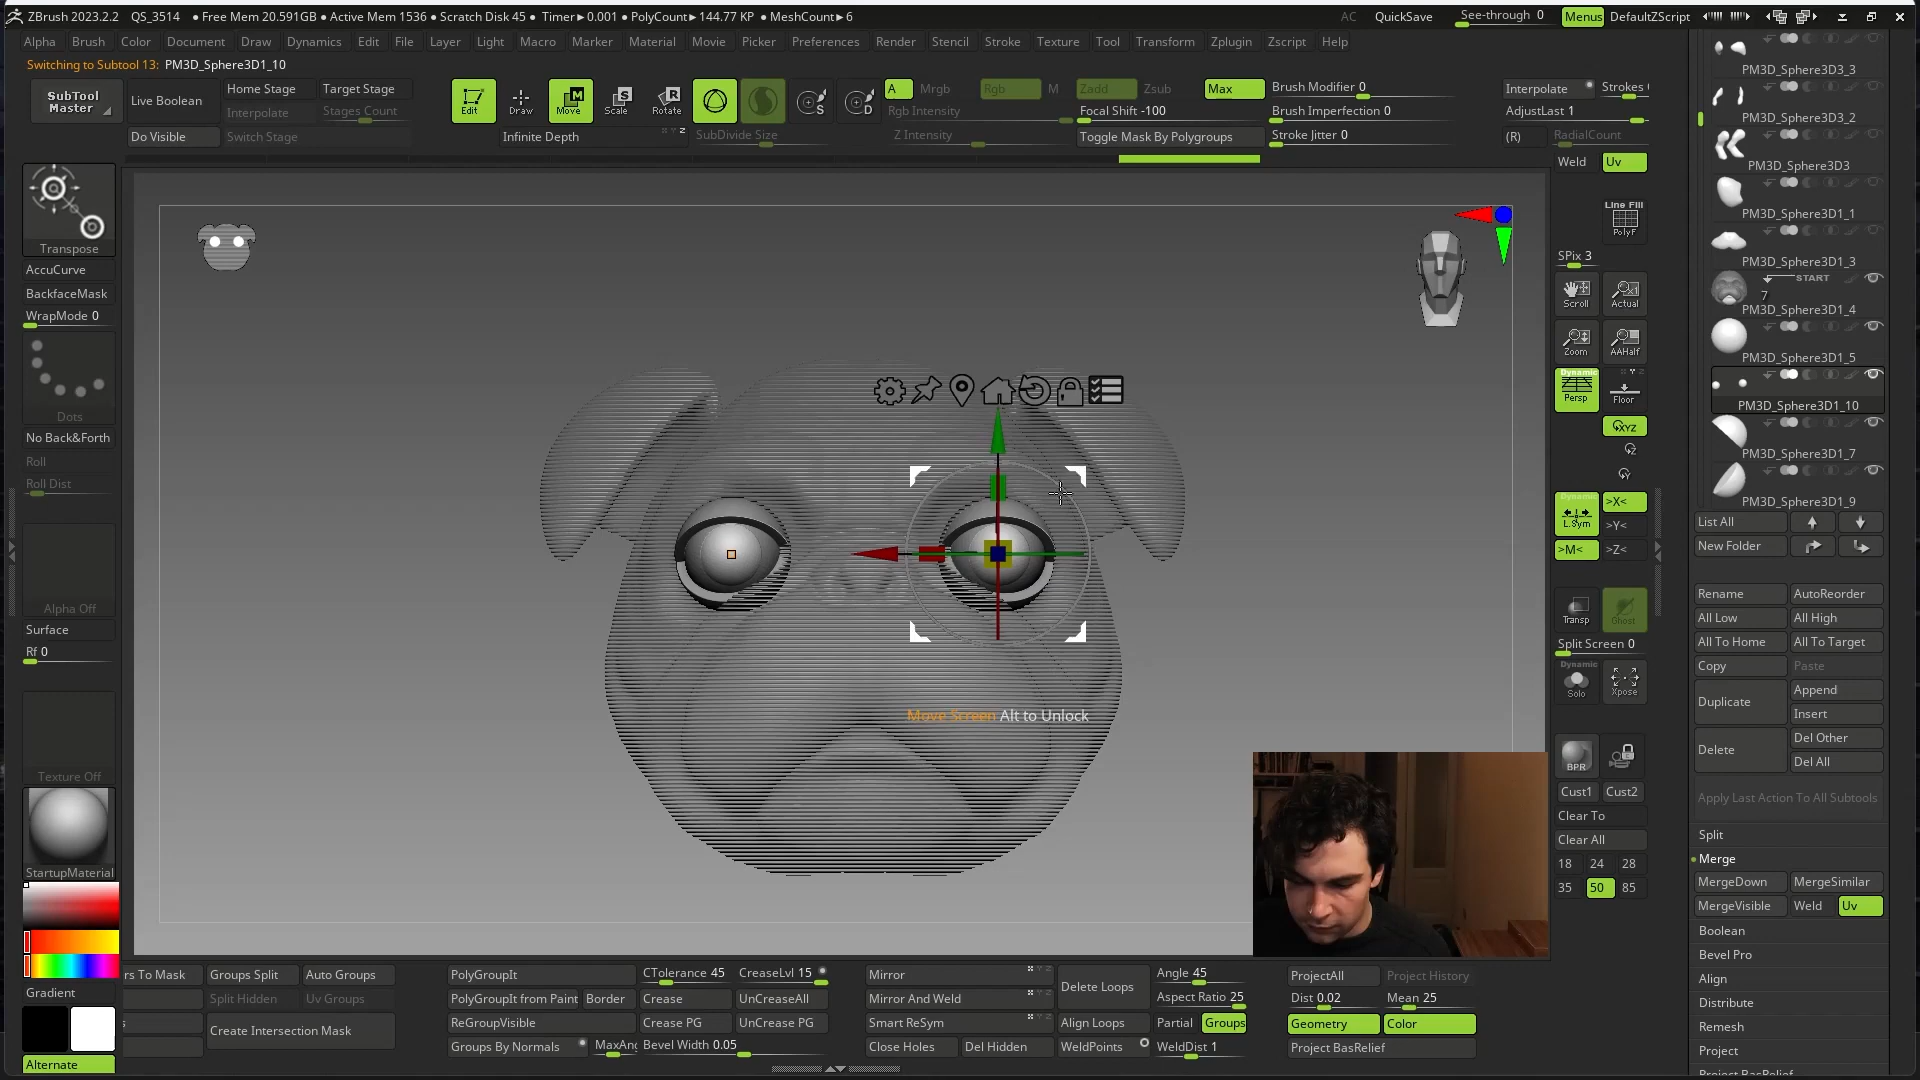 ZBrush 2023.2.2 QS_3514 • Free Mem 20.591GB • Active Mem 1536 • Scratch Disk 45 • Timer▸0.001 • PolyCount▸144.77 KP • MeshCount▸6 AC QuickSave See-through 0 Menus DefaultZScript
Alpha Brush Color Document Draw Dynamics Edit File Layer Light Macro Marker Material Movie Picker Preferences Render Stencil Stroke Texture Tool Transform Zplugin Zscript Help
Switching to Subtool 13: PM3D_Sphere3D1_10
SubTool Master
Live Boolean
Do Visible
Home Stage Target Stage
Interpolate Stages Count
Switch Stage
Edit Draw Move Scale Rotate
Infinite Depth
SubDivide Size
A Mrgb Rgb M Zadd Zsub Max
Rgb Intensity
Z Intensity
Focal Shift -100
Toggle Mask By Polygroups
Brush Modifier 0
Brush Imperfection 0
Stroke Jitter 0
Interpolate Strokes
AdjustLast 1
(R) RadialCount
Weld Uv
Transpose
AccuCurve
BackfaceMask
WrapMode 0
Dots
No Back&Forth
Roll
Roll Dist
Alpha Off
Surface
Rf 0
Texture Off
StartupMaterial
Gradient
Alternate
Move Screen Alt to Unlock
Line Fill
PolyF
SPix 3
Scroll Actual
Zoom AAHalf
Dynamic
Persp Floor
XYZ
Dynamic
L.Sym >X<
>Y<
>M< >Z<
Transp Ghost
Split Screen 0
Dynamic
Solo Xpose
BPR
Cust1 Cust2
Clear To
Clear All
18 24 28
35 50 85
PM3D_Sphere3D3_3
PM3D_Sphere3D3_2
PM3D_Sphere3D3
PM3D_Sphere3D1_1
PM3D_Sphere3D1_3
START
7
PM3D_Sphere3D1_4
PM3D_Sphere3D1_5
PM3D_Sphere3D1_10
PM3D_Sphere3D1_7
PM3D_Sphere3D1_9
List All
New Folder
Rename AutoReorder
All Low All High
All To Home All To Target
Copy Paste
Duplicate Append
Insert
Delete Del Other
Del All
Apply Last Action To All Subtools
Split
Merge
MergeDown MergeSimilar
MergeVisible Weld Uv
Boolean
Bevel Pro
Align
Distribute
Remesh
Project
Project BasRelief
rs To Mask Groups Split Auto Groups
Split Hidden Uv Groups
Create Intersection Mask
PolyGroupIt
PolyGroupIt from Paint Border
ReGroupVisible
Groups By Normals MaxAng
CTolerance 45 CreaseLvl 15
Crease UnCreaseAll
Crease PG UnCrease PG
Bevel Width 0.05
Mirror
Mirror And Weld
Smart ReSym
Close Holes Del Hidden
Delete Loops
Align Loops
WeldPoints
Angle 45
Aspect Ratio 25
Partial Groups
WeldDist 1
ProjectAll Project History
Dist 0.02 Mean 25
Geometry Color
Project BasRelief